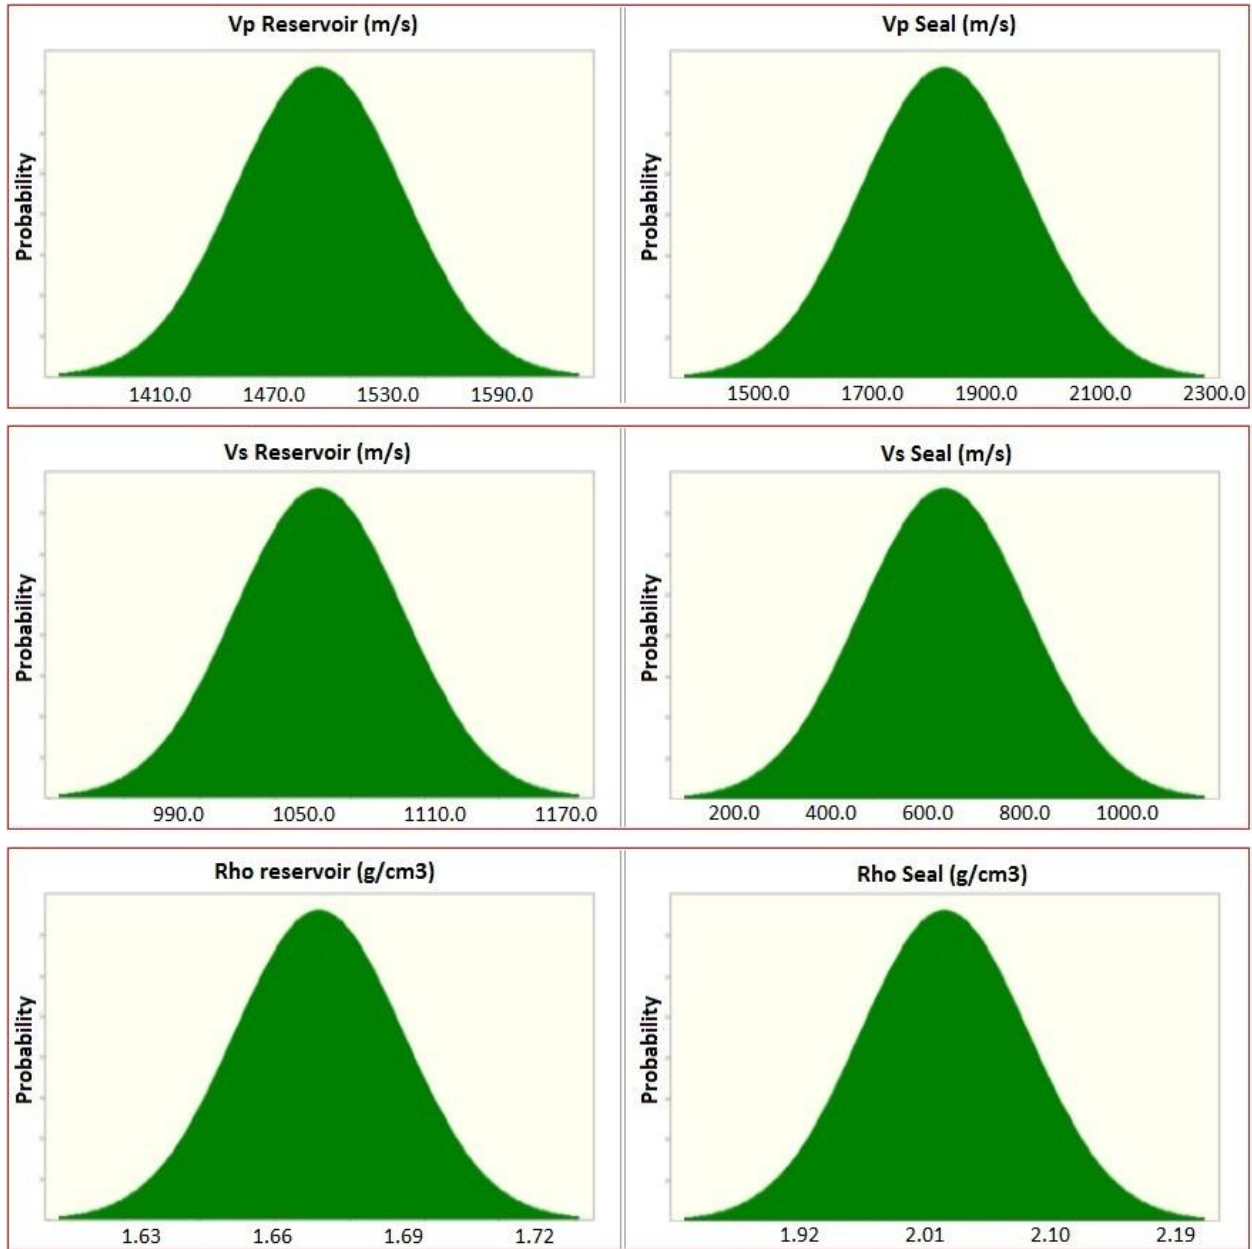 Vp Reservoir (m/s)
Probability
1410.0 1470.0 1530.0 1590.0
Vp Seal (m/s)
Probability
1500.0 1700.0 1900.0 2100.0 2300.0
Vs Reservoir (m/s)
Probability
990.0 1050.0 1110.0 1170.0
Vs Seal (m/s)
Probability
200.0 400.0 600.0 800.0 1000.0
Rho reservoir (g/cm3)
Probability
1.63 1.66 1.69 1.72
Rho Seal (g/cm3)
Probability
1.92 2.01 2.10 2.19